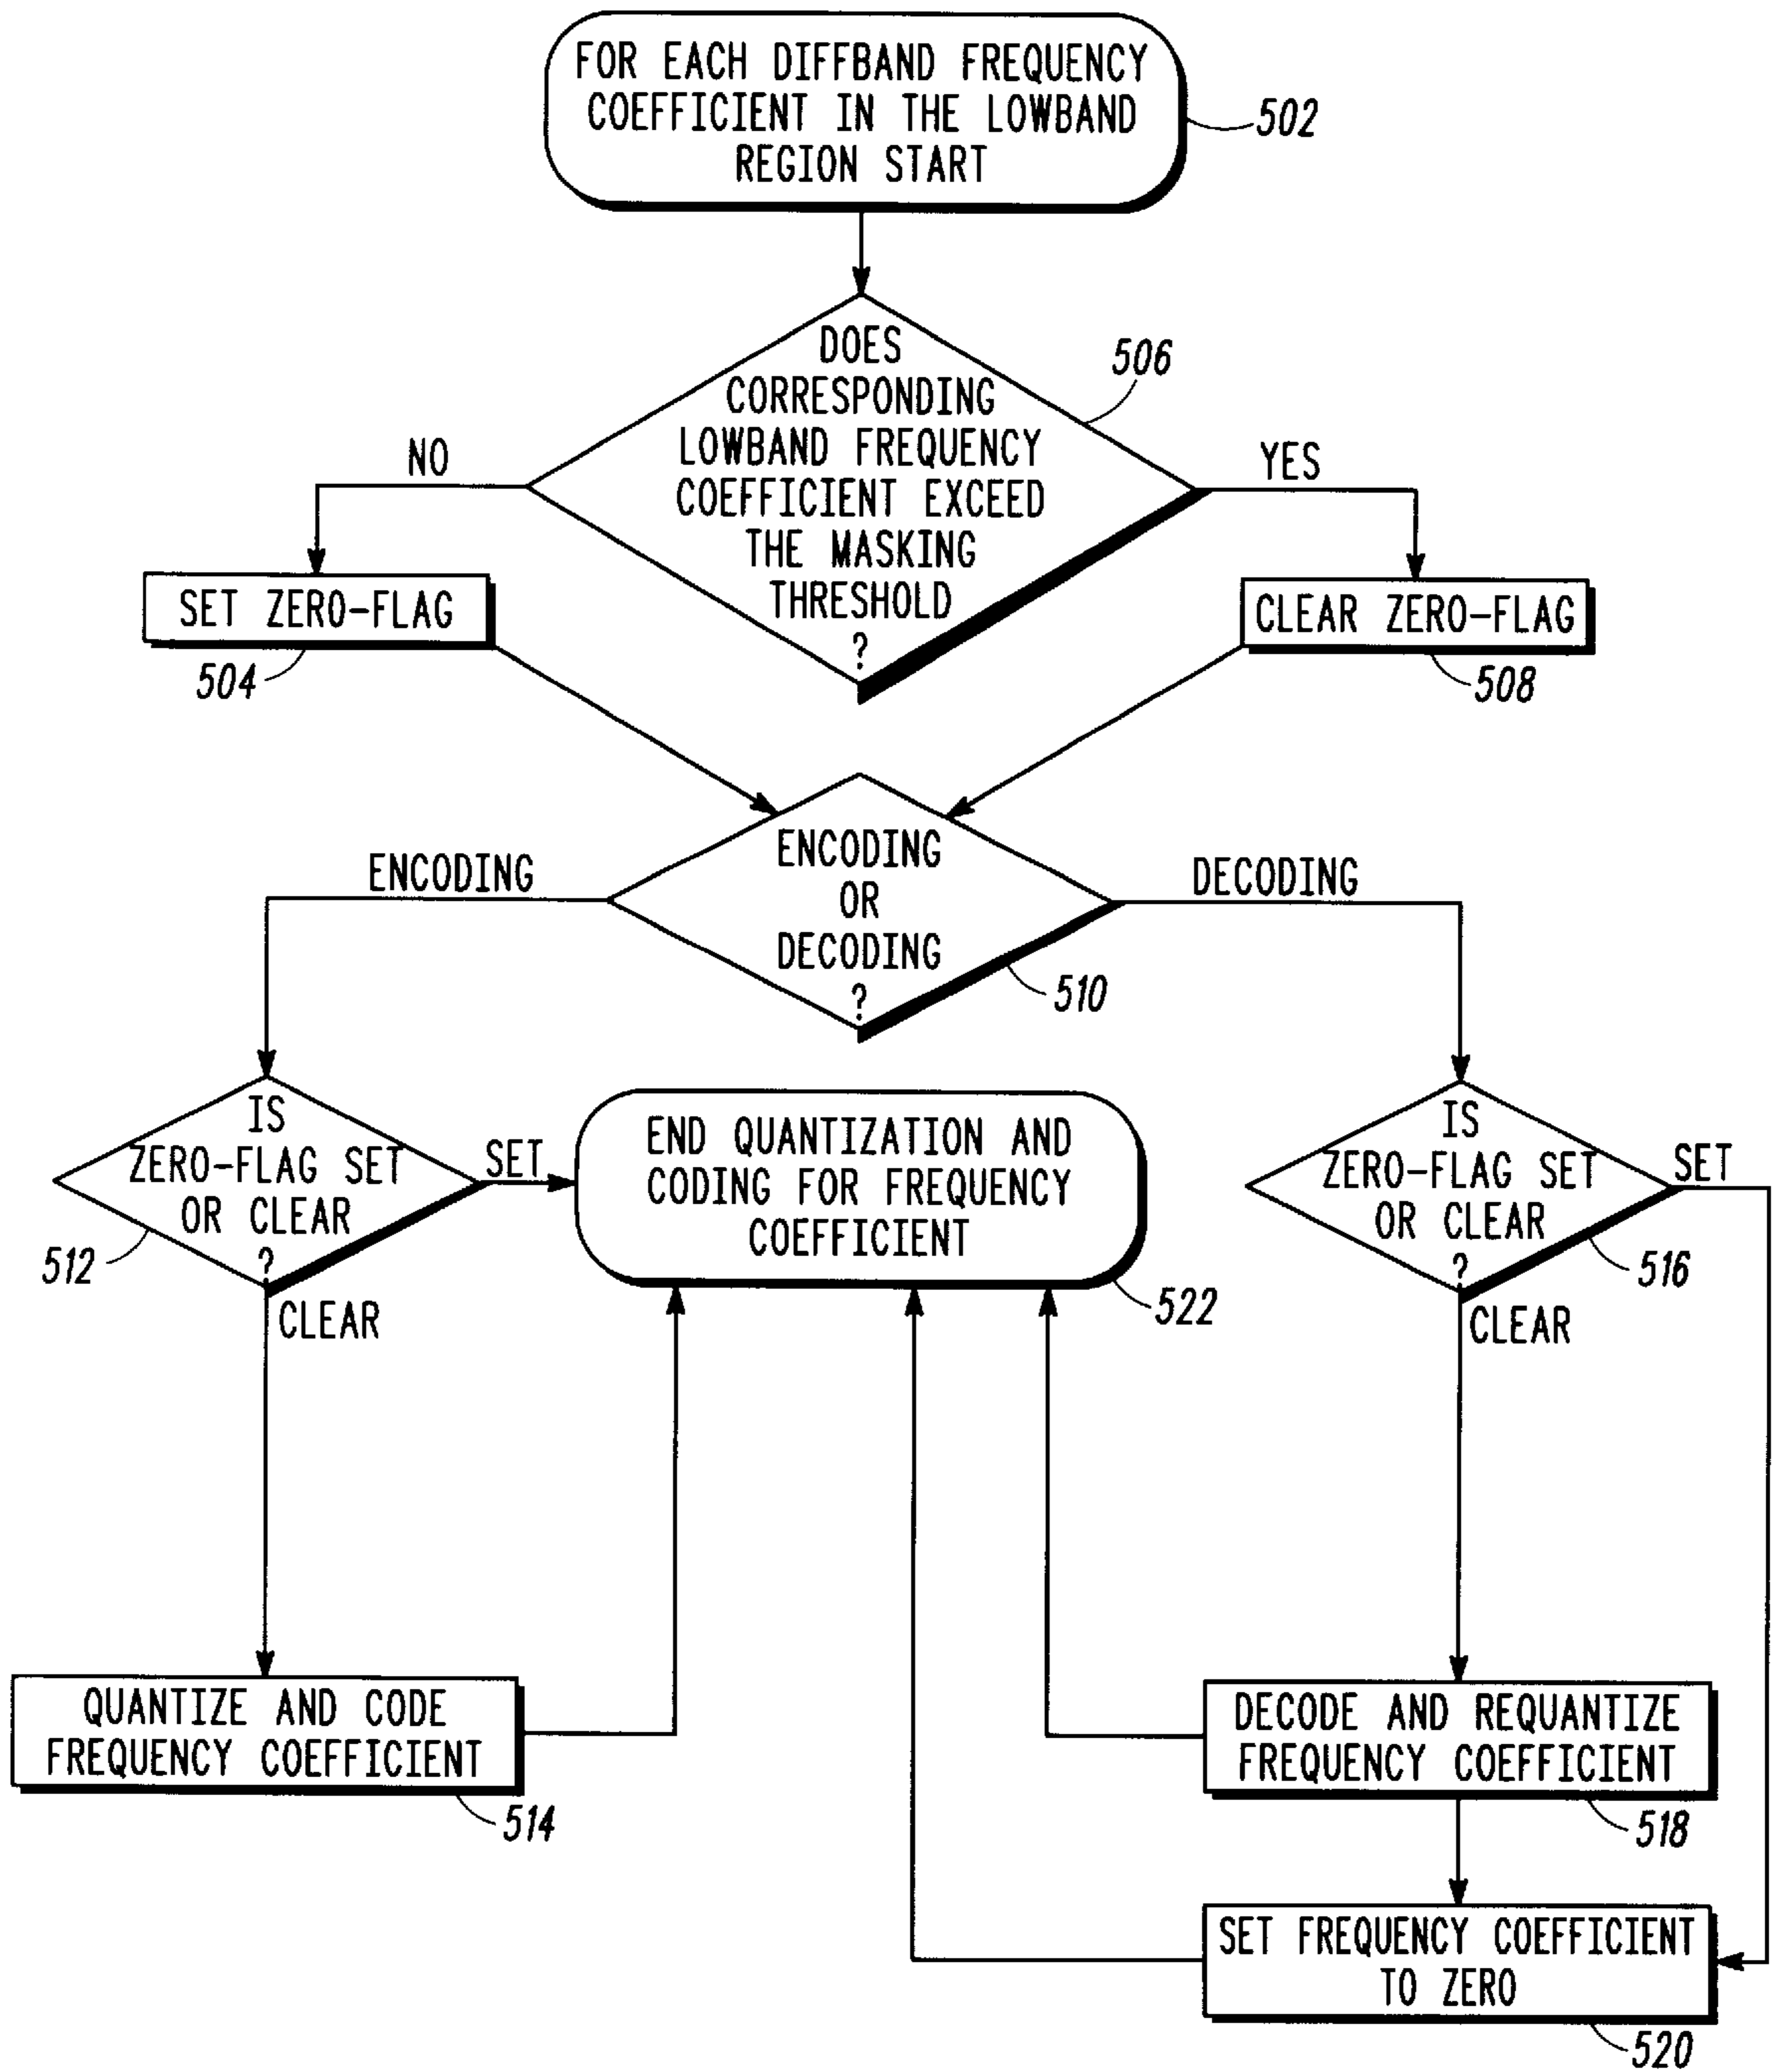 FOR EACH DIFFBAND FREQUENCY
COEFFICIENT IN THE LOWBAND
REGION START
502
DOES
CORRESPONDING
LOWBAND FREQUENCY
COEFFICIENT EXCEED
THE MASKING
THRESHOLD
?
506
NO
YES
SET ZERO-FLAG
504
CLEAR ZERO-FLAG
508
ENCODING
OR
DECODING
?
510
ENCODING
DECODING
IS
ZERO-FLAG SET
OR CLEAR
?
512
SET
CLEAR
END QUANTIZATION AND
CODING FOR FREQUENCY
COEFFICIENT
522
IS
ZERO-FLAG SET
OR CLEAR
?
516
SET
CLEAR
QUANTIZE AND CODE
FREQUENCY COEFFICIENT
514
DECODE AND REQUANTIZE
FREQUENCY COEFFICIENT
518
SET FREQUENCY COEFFICIENT
TO ZERO
520